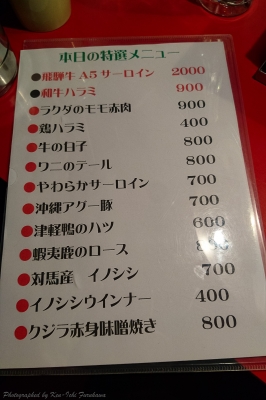 本日の特選メニュー
●飛騨牛 A5サーロイン 2000
●和牛ハラミ 900
●ラクダのモモ赤肉 900
●鶏ハラミ 400
●牛の白子 800
●ワニのテール 800
●やわらかサーロイン 700
●沖縄アグー豚 700
●津軽鴨のハツ 600
●蝦夷鹿のロース 800
●対馬産 イノシシ 700
●イノシシウインナー 400
●クジラ赤身味噌焼き 800
Photographed by Kin-Ichi Furukawa